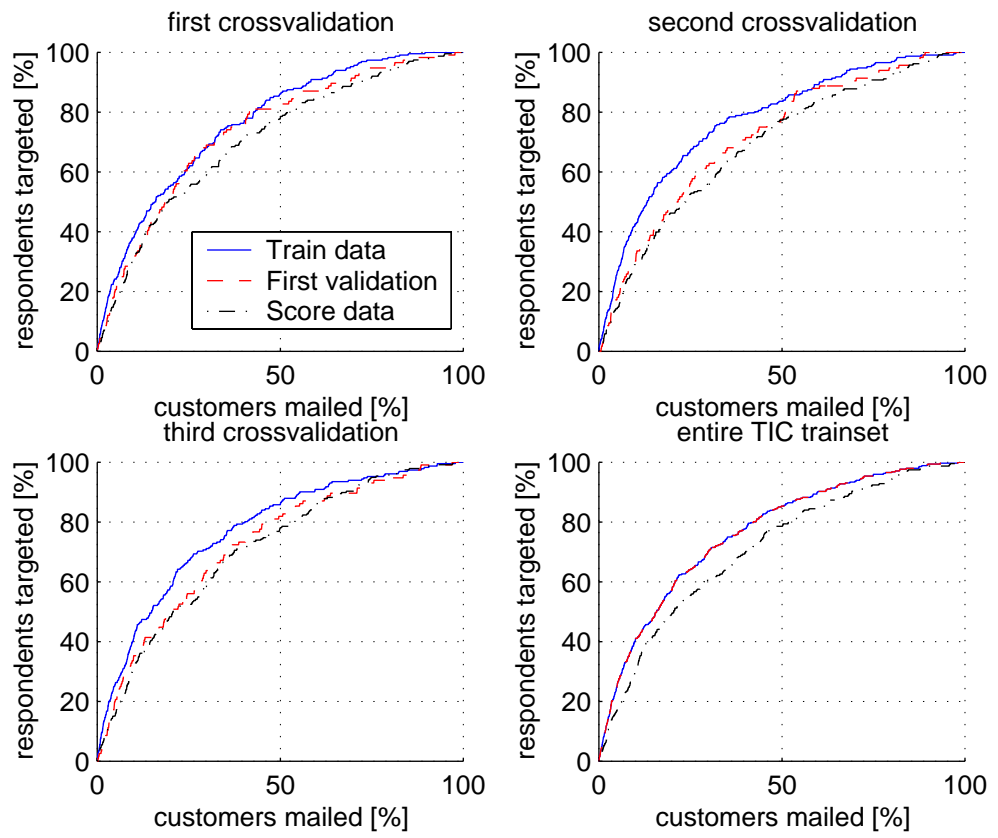 first crossvalidation
respondents targeted [%]
100
80
60
40
20
0
Train data
First validation
Score data
0 50 100
customers mailed [%]
second crossvalidation
respondents targeted [%]
100
80
60
40
20
0
0 50 100
customers mailed [%]
third crossvalidation
respondents targeted [%]
100
80
60
40
20
0
0 50 100
customers mailed [%]
entire TIC trainset
respondents targeted [%]
100
80
60
40
20
0
0 50 100
customers mailed [%]